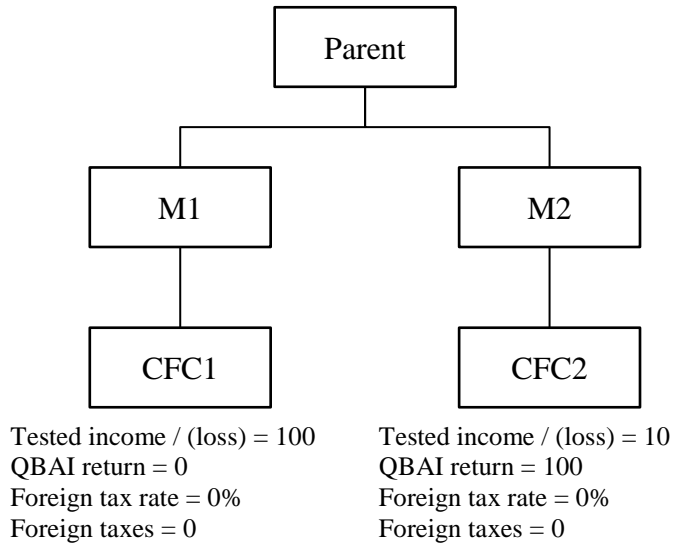 Parent
M1
M2
CFC1
CFC2
Tested income / (loss) = 100
QBAI return = 0
Foreign tax rate = 0%
Foreign taxes = 0
Tested income / (loss) = 10
QBAI return = 100
Foreign tax rate = 0%
Foreign taxes = 0